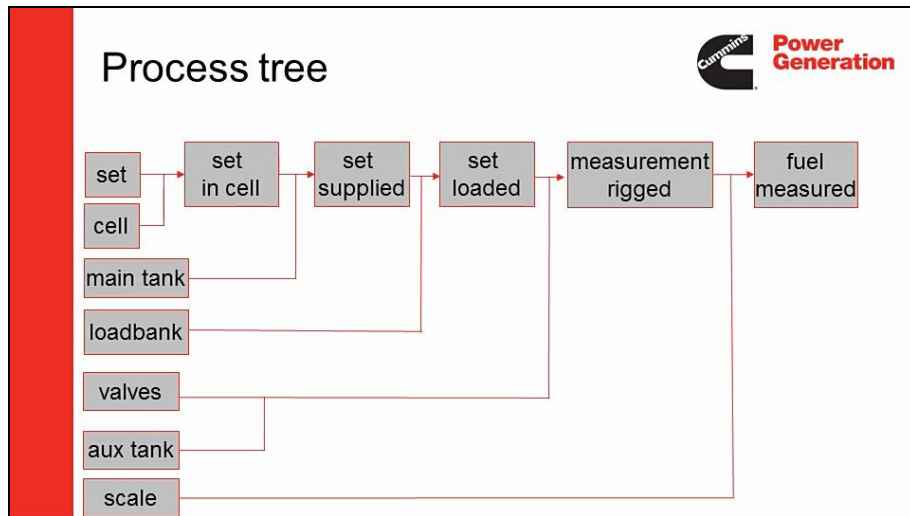 Process tree
Cummins
Power
Generation
set
set
in cell
set
supplied
set
loaded
measurement
rigged
fuel
measured
cell
main tank
loadbank
valves
aux tank
scale